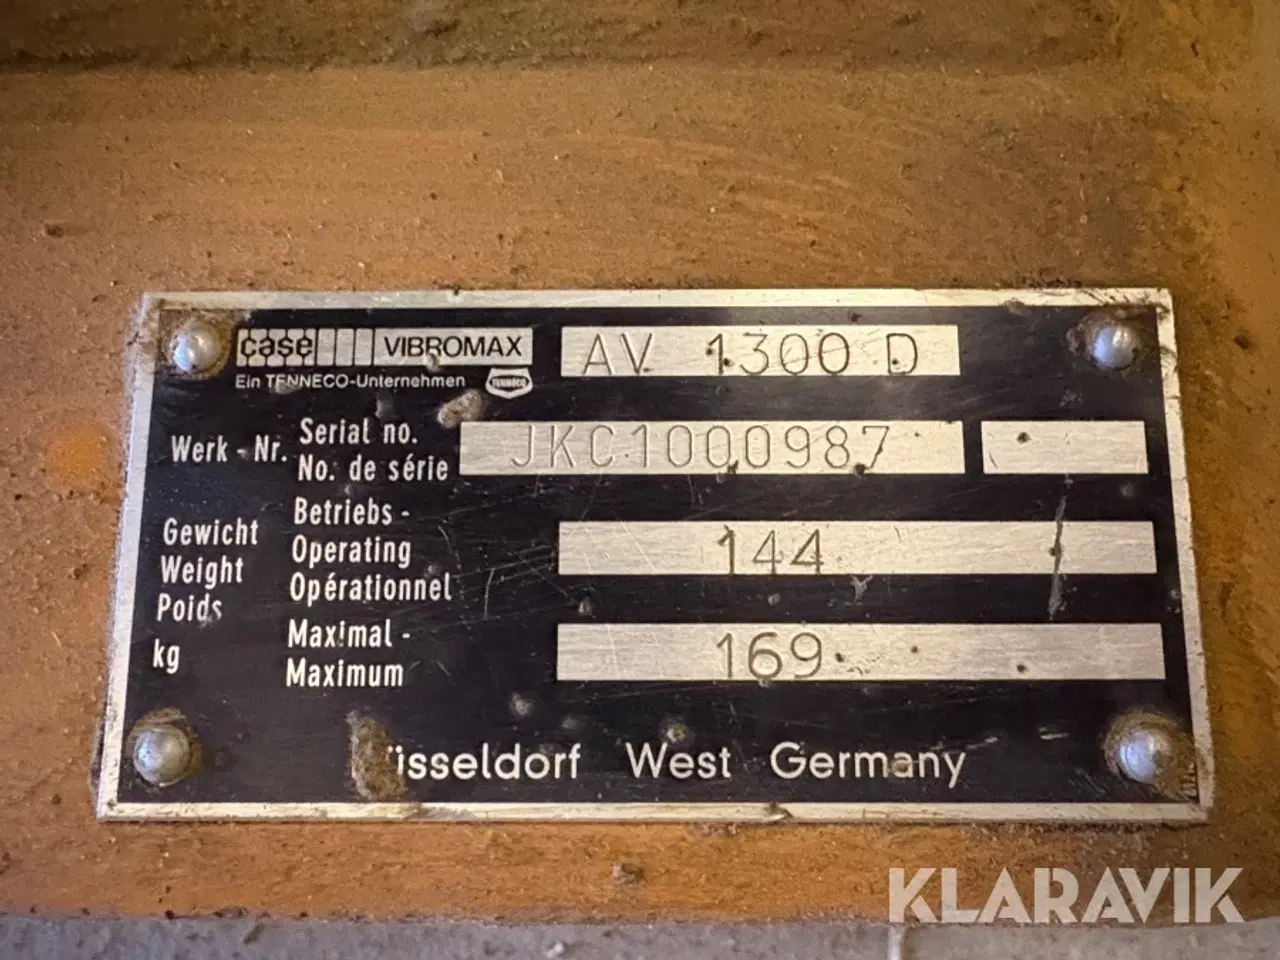 case VIBROMAX AV 1300 D
Ein TENNECO-Unternehmen TENNECO
Werk - Nr. Serial no. JKC1000987
No. de série
Gewicht Betriebs -
Weight Operating 144
Poids Opérationnel
kg Maximal - 169
Maximum
üsseldorf West Germany
KLARAVIK